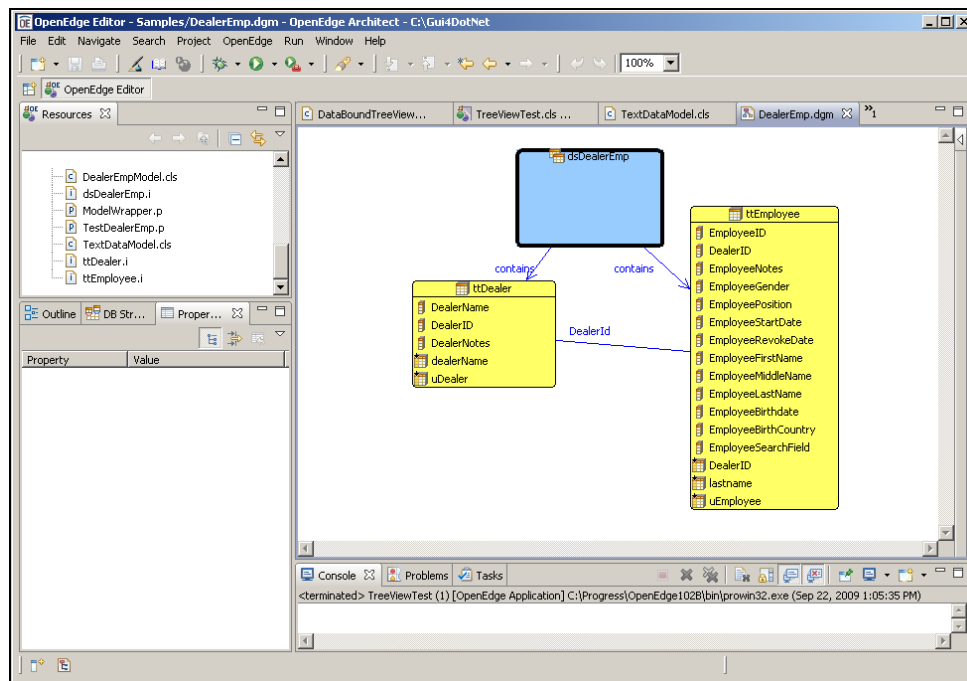 OpenEdge Editor - Samples/DealerEmp.dgm - OpenEdge Architect - C:\Gui4DotNet
File Edit Navigate Search Project OpenEdge Run Window Help
100%
OpenEdge Editor
Resources
DealerEmpModel.cls
dsDealerEmp.i
ModelWrapper.p
TestDealerEmp.p
TextDataModel.cls
ttDealer.i
ttEmployee.i
Outline DB Str... Proper...
Property Value
DataBoundTreeView... TreeViewTest.cls ... TextDataModel.cls DealerEmp.dgm »1
dsDealerEmp
contains
contains
ttDealer
DealerName
DealerID
DealerNotes
dealerName
uDealer
DealerId
ttEmployee
EmployeeID
DealerID
EmployeeNotes
EmployeeGender
EmployeePosition
EmployeeStartDate
EmployeeRevokeDate
EmployeeFirstName
EmployeeMiddleName
EmployeeLastName
EmployeeBirthdate
EmployeeBirthCountry
EmployeeSearchField
DealerID
lastname
uEmployee
Console Problems Tasks
<terminated> TreeViewTest (1) [OpenEdge Application] C:\Progress\OpenEdge102B\bin\prowin32.exe (Sep 22, 2009 1:05:35 PM)